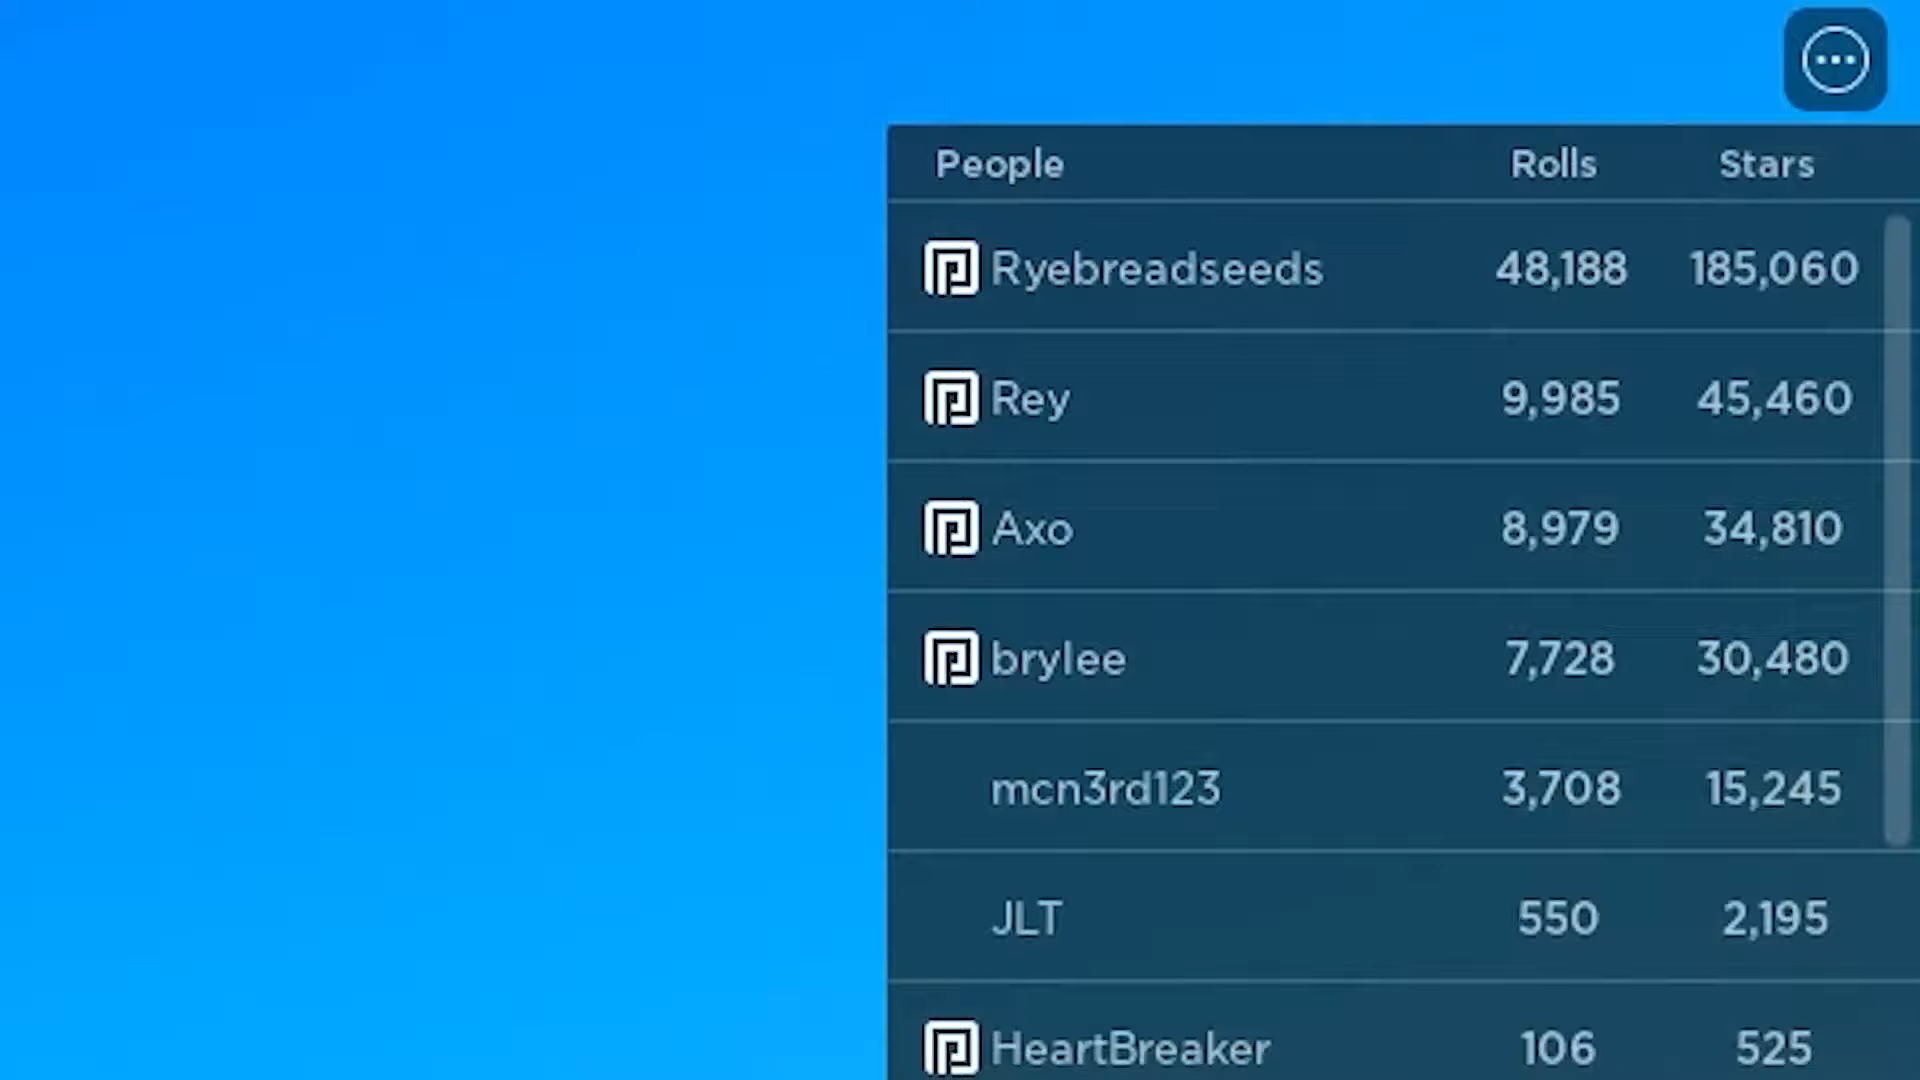 People Rolls Stars
Ryebreadseeds 48,188 185,060
Rey 9,985 45,460
Axo 8,979 34,810
brylee 7,728 30,480
mcn3rd123 3,708 15,245
JLT 550 2,195
HeartBreaker 106 525